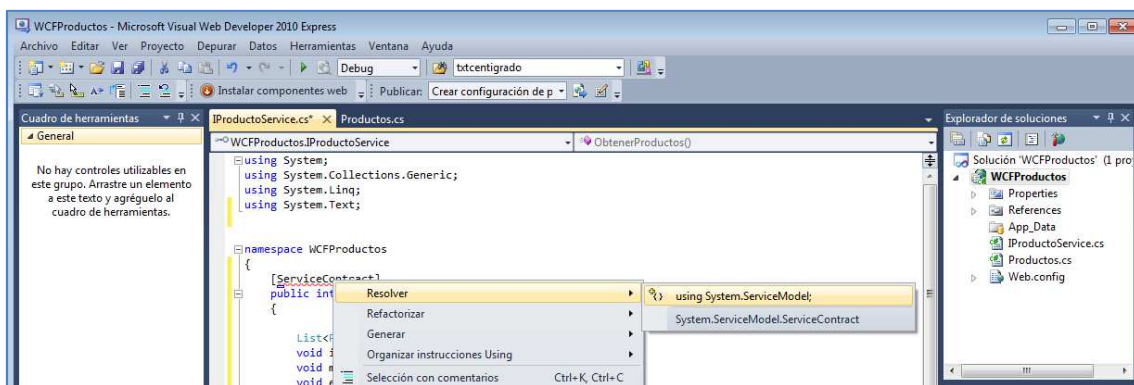 WCFProductos - Microsoft Visual Web Developer 2010 Express
Archivo Editar Ver Proyecto Depurar Datos Herramientas Ventana Ayuda
Debug txtcentigrado
Instalar componentes web Publicar: Crear configuración de p
Cuadro de herramientas
General
No hay controles utilizables en
este grupo. Arrastre un elemento
a este texto y agréguelo al
cuadro de herramientas.
IProductoService.cs* Productos.cs
WCFProductos.IProductoService ObtenerProductos()
using System;
using System.Collections.Generic;
using System.Linq;
using System.Text;
namespace WCFProductos
{
[ServiceContract]
public int
{
List<
void
void
void
Resolver
Refactorizar
Generar
Organizar instrucciones Using
Selección con comentarios Ctrl+K, Ctrl+C
using System.ServiceModel;
System.ServiceModel.ServiceContract
Explorador de soluciones
Solución 'WCFProductos' (1 pro
WCFProductos
Properties
References
App_Data
IProductoService.cs
Productos.cs
Web.config